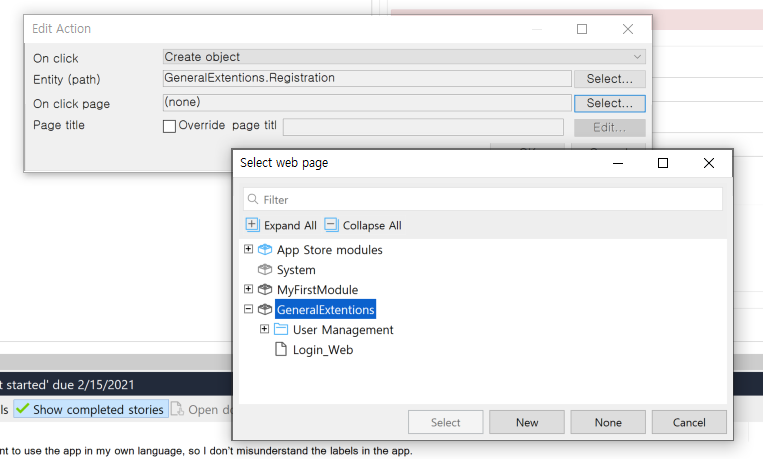 Edit Action
On click
Create object
Entity (path)
GeneralExtentions.Registration
Select...
On click page
(none)
Select...
Page title
Override page titl
Edit...
Select web page
Filter
Expand All
Collapse All
App Store modules
System
MyFirstModule
GeneralExtentions
User Management
Login_Web
Select
New
None
Cancel
t started' due 2/15/2021
ls
Show completed stories
Open do
nt to use the app in my own language, so I don't misunderstand the labels in the app.